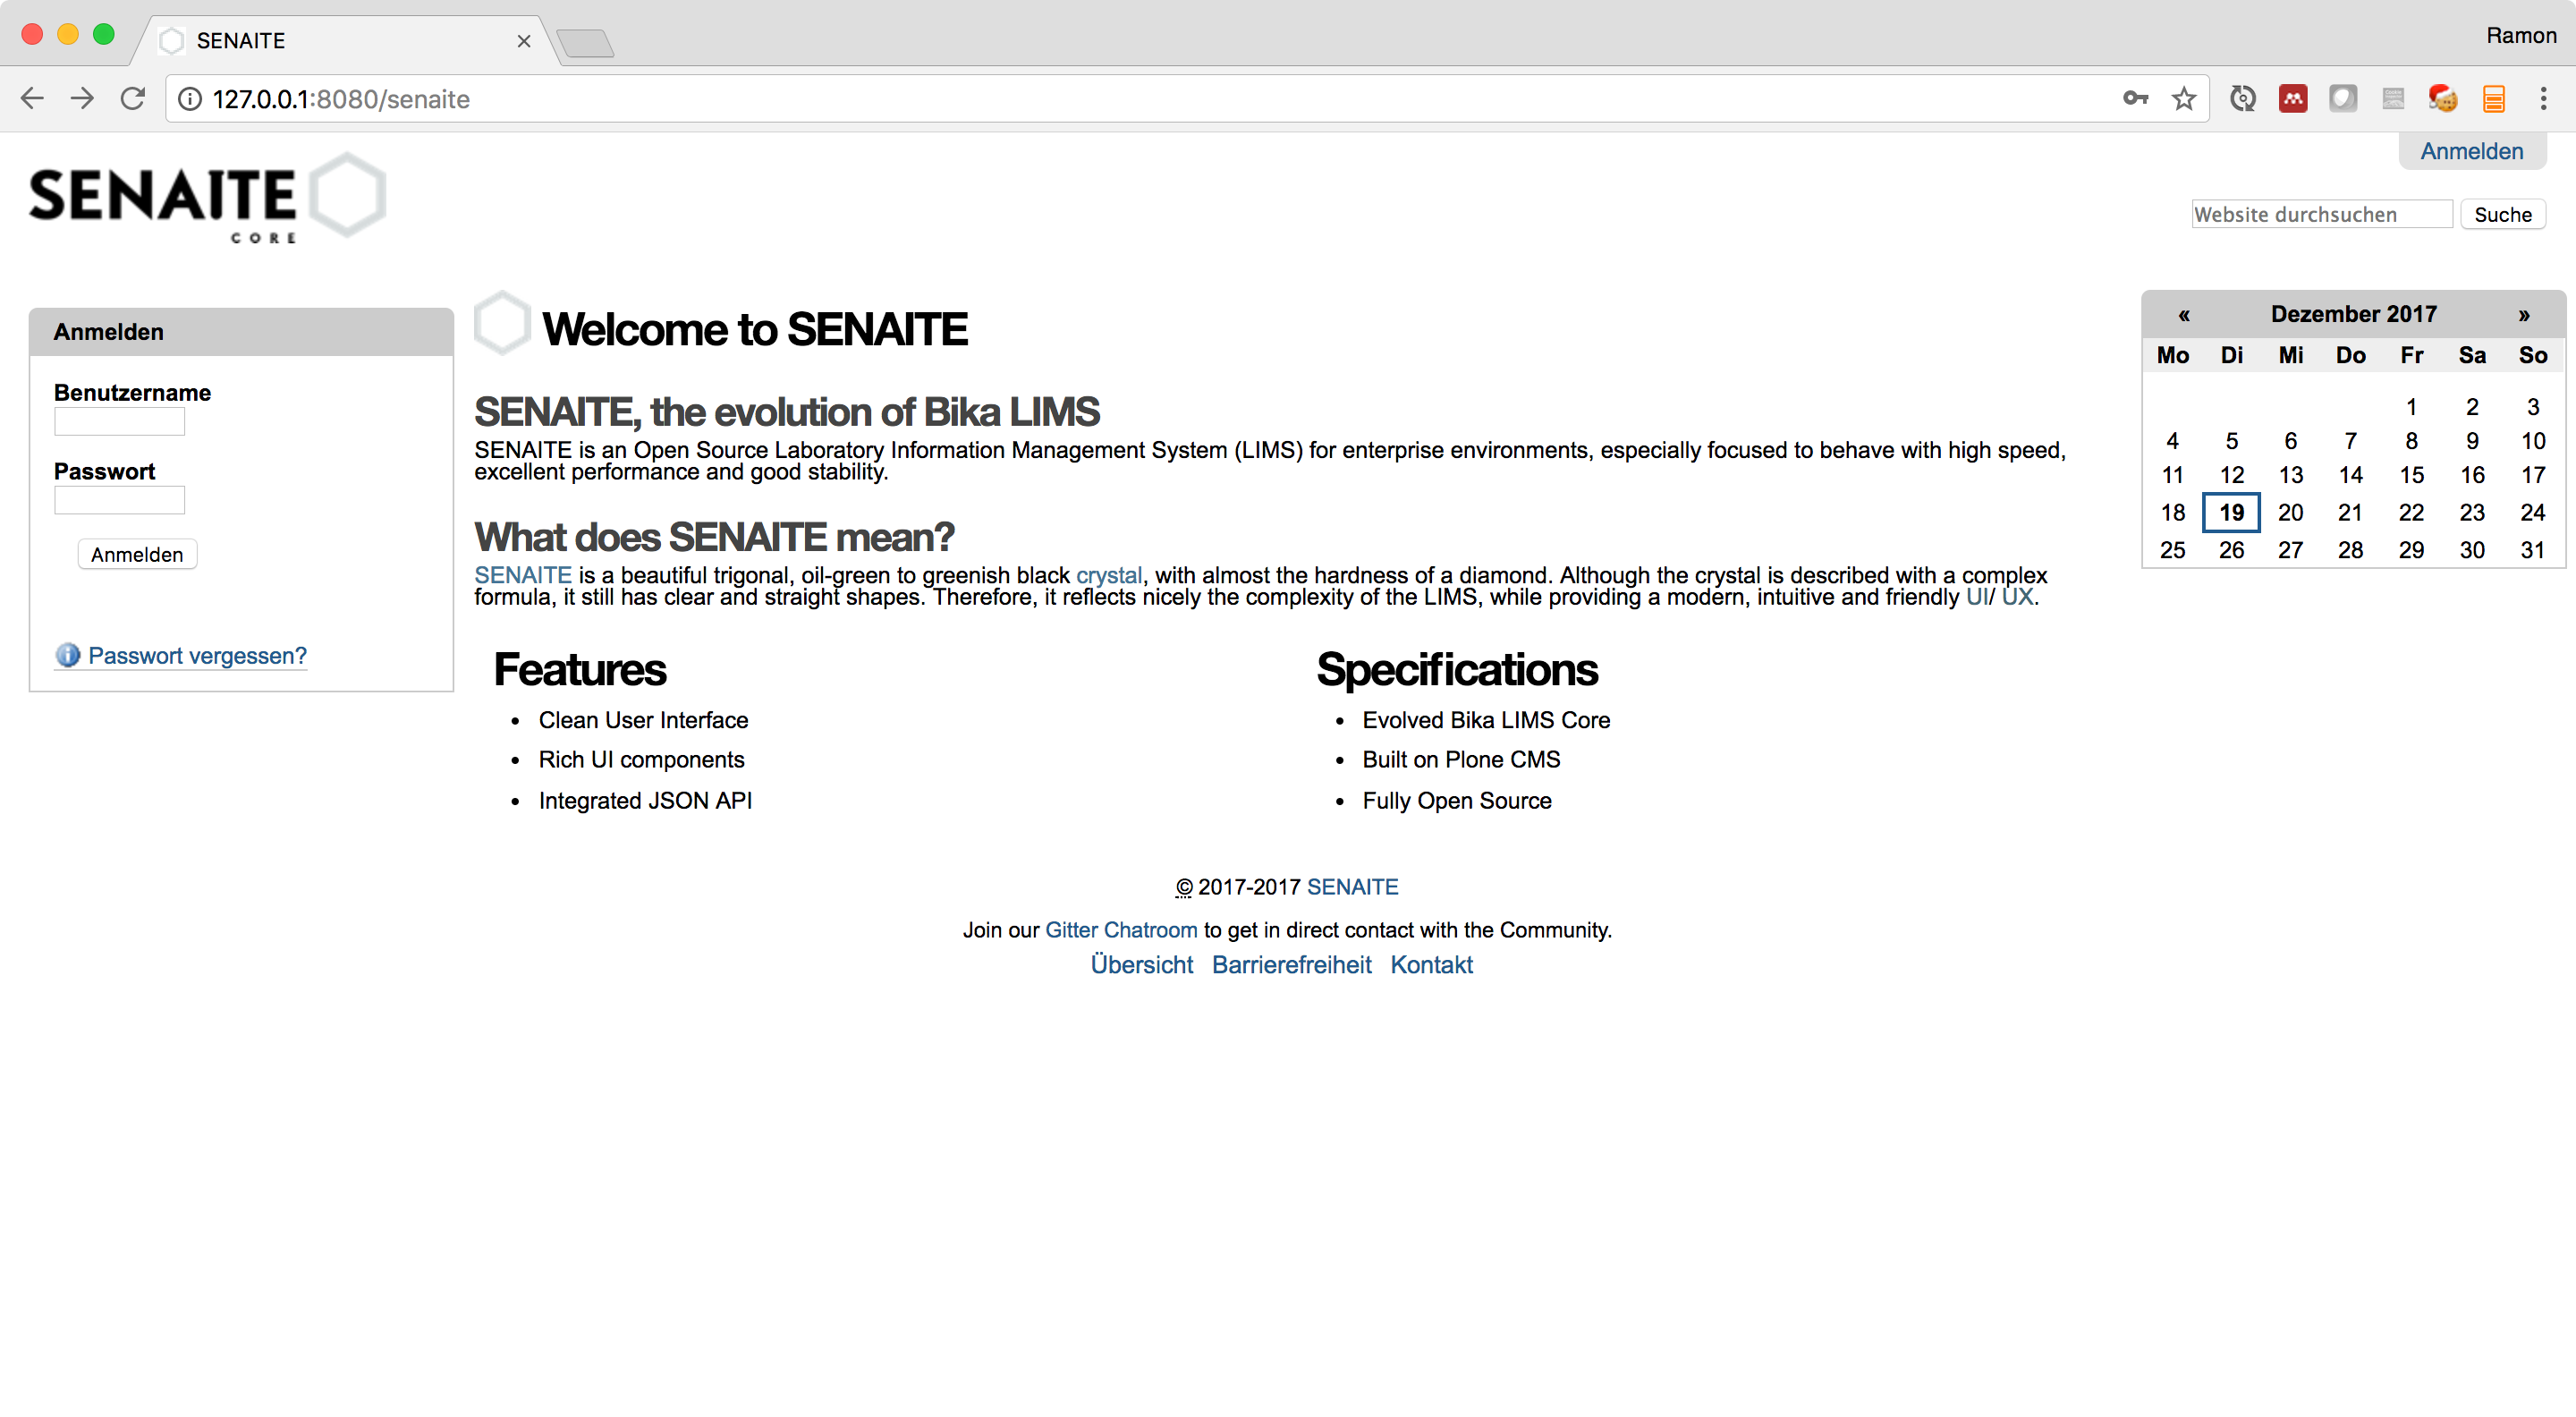 SENAITE
Ramon
127.0.0.1:8080/senaite
Anmelden
SENAITE
CORE
Website durchsuchen
Suche
Anmelden
Benutzername
Passwort
Anmelden
Passwort vergessen?
Welcome to SENAITE
SENAITE, the evolution of Bika LIMS
SENAITE is an Open Source Laboratory Information Management System (LIMS) for enterprise environments, especially focused to behave with high speed,
excellent performance and good stability.
What does SENAITE mean?
SENAITE is a beautiful trigonal, oil-green to greenish black crystal, with almost the hardness of a diamond. Although the crystal is described with a complex
formula, it still has clear and straight shapes. Therefore, it reflects nicely the complexity of the LIMS, while providing a modern, intuitive and friendly UI/ UX.
Features
• Clean User Interface
• Rich UI components
• Integrated JSON API
Specifications
• Evolved Bika LIMS Core
• Built on Plone CMS
• Fully Open Source
« Dezember 2017 »
Mo Di Mi Do Fr Sa So
1 2 3
4 5 6 7 8 9 10
11 12 13 14 15 16 17
18 19 20 21 22 23 24
25 26 27 28 29 30 31
© 2017-2017 SENAITE
Join our Gitter Chatroom to get in direct contact with the Community.
Übersicht Barrierefreiheit Kontakt